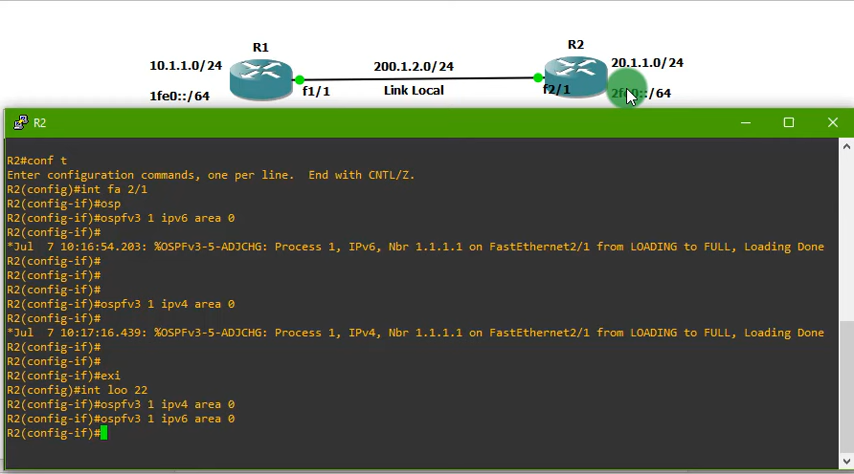 R1
R2
10.1.1.0/24
200.1.2.0/24
20.1.1.0/24
1fe0::/64
f1/1
Link Local
f2/1
2fe0::/64
R2
R2#conf t
Enter configuration commands, one per line.  End with CNTL/Z.
R2(config)#int fa 2/1
R2(config-if)#osp
R2(config-if)#ospfv3 1 ipv6 area 0
R2(config-if)#
*Jul  7 10:16:54.203: %OSPFv3-5-ADJCHG: Process 1, IPv6, Nbr 1.1.1.1 on FastEthernet2/1 from LOADING to FULL, Loading Done
R2(config-if)#
R2(config-if)#
R2(config-if)#
R2(config-if)#ospfv3 1 ipv4 area 0
R2(config-if)#
*Jul  7 10:17:16.439: %OSPFv3-5-ADJCHG: Process 1, IPv4, Nbr 1.1.1.1 on FastEthernet2/1 from LOADING to FULL, Loading Done
R2(config-if)#
R2(config-if)#
R2(config-if)#exi
R2(config)#int loo 22
R2(config-if)#ospfv3 1 ipv4 area 0
R2(config-if)#ospfv3 1 ipv6 area 0
R2(config-if)#